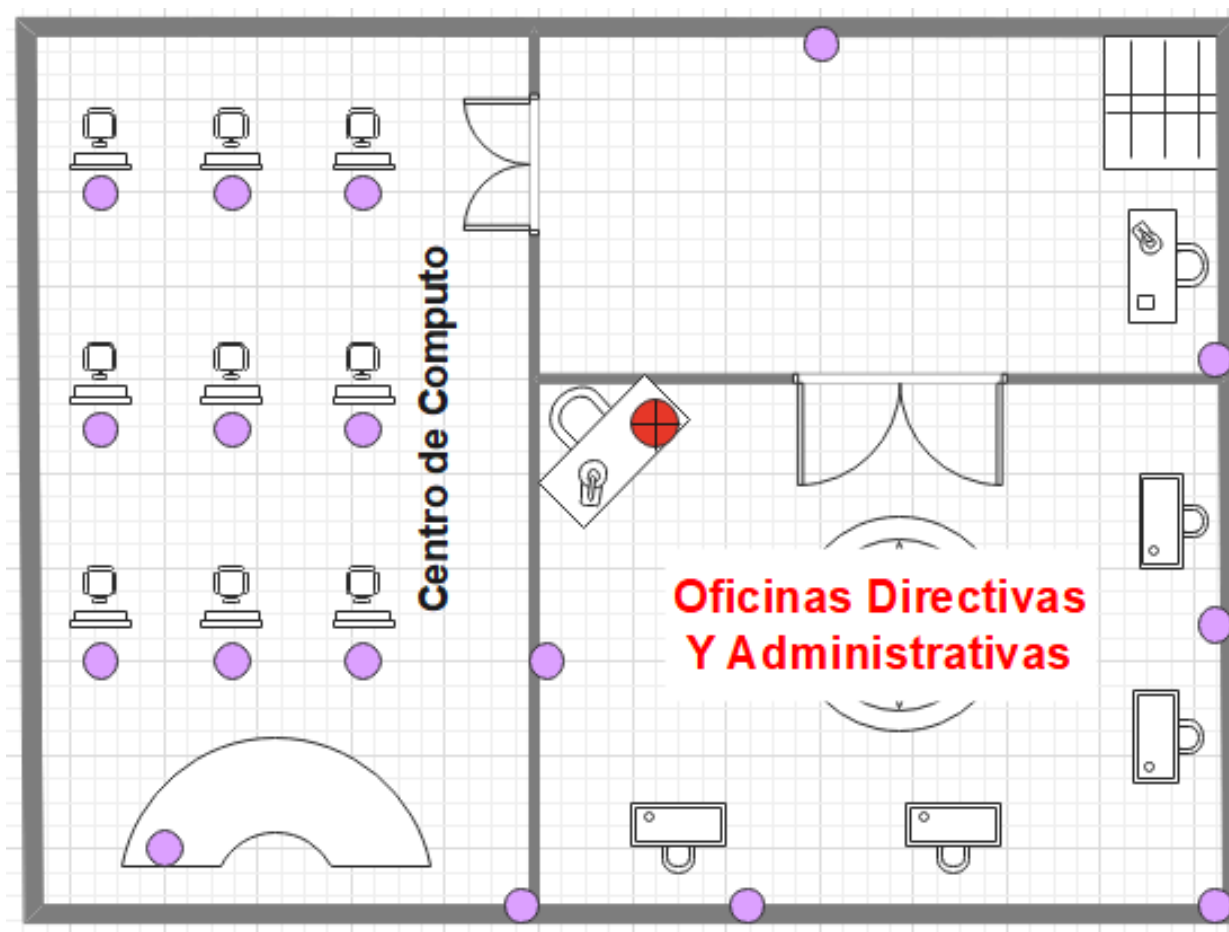 Centro de Computo
Oficinas Directivas
Y Administrativas